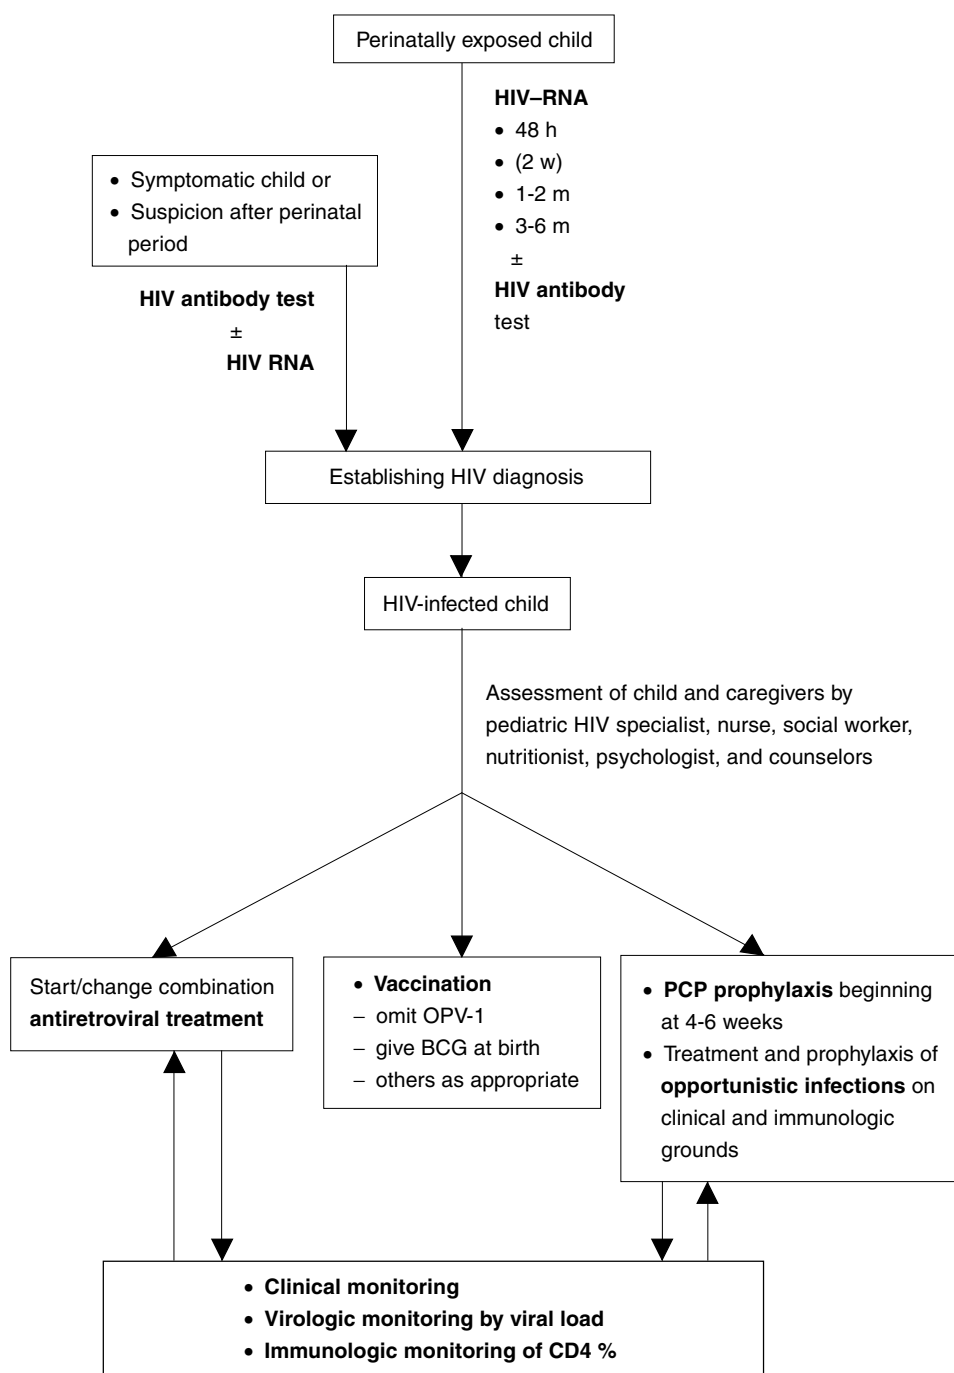 Perinatally exposed child
HIV–RNA
• 48 h
• (2 w)
• 1-2 m
• 3-6 m
±
HIV antibody
test
• Symptomatic child or
• Suspicion after perinatal
period
HIV antibody test
±
HIV RNA
Establishing HIV diagnosis
HIV-infected child
Assessment of child and caregivers by
pediatric HIV specialist, nurse, social worker,
nutritionist, psychologist, and counselors
Start/change combination
antiretroviral treatment
• Vaccination
– omit OPV-1
– give BCG at birth
– others as appropriate
• PCP prophylaxis beginning
at 4-6 weeks
• Treatment and prophylaxis of
opportunistic infections on
clinical and immunologic
grounds
• Clinical monitoring
• Virologic monitoring by viral load
• Immunologic monitoring of CD4 %